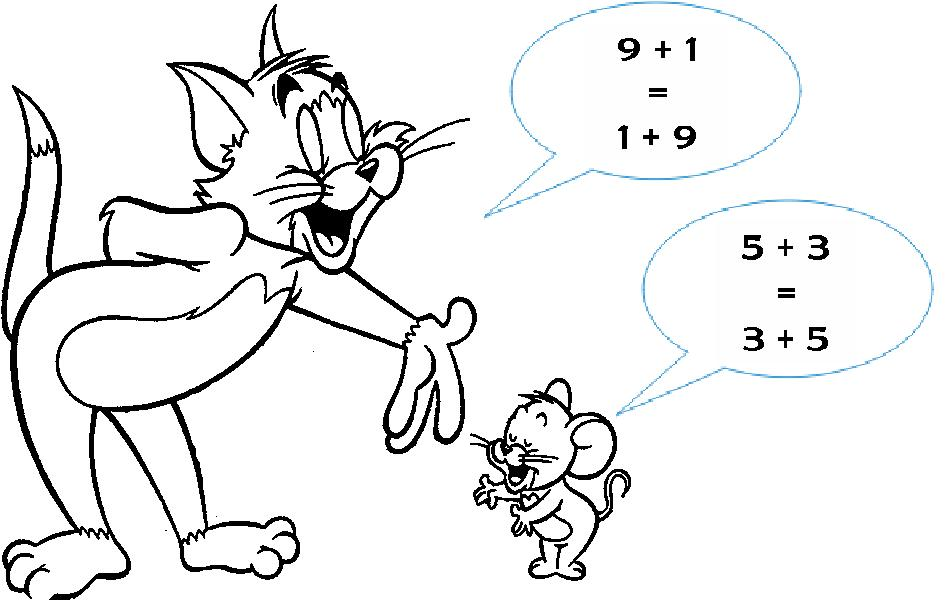 9 + 1
=
1 + 9
5 + 3
=
3 + 5